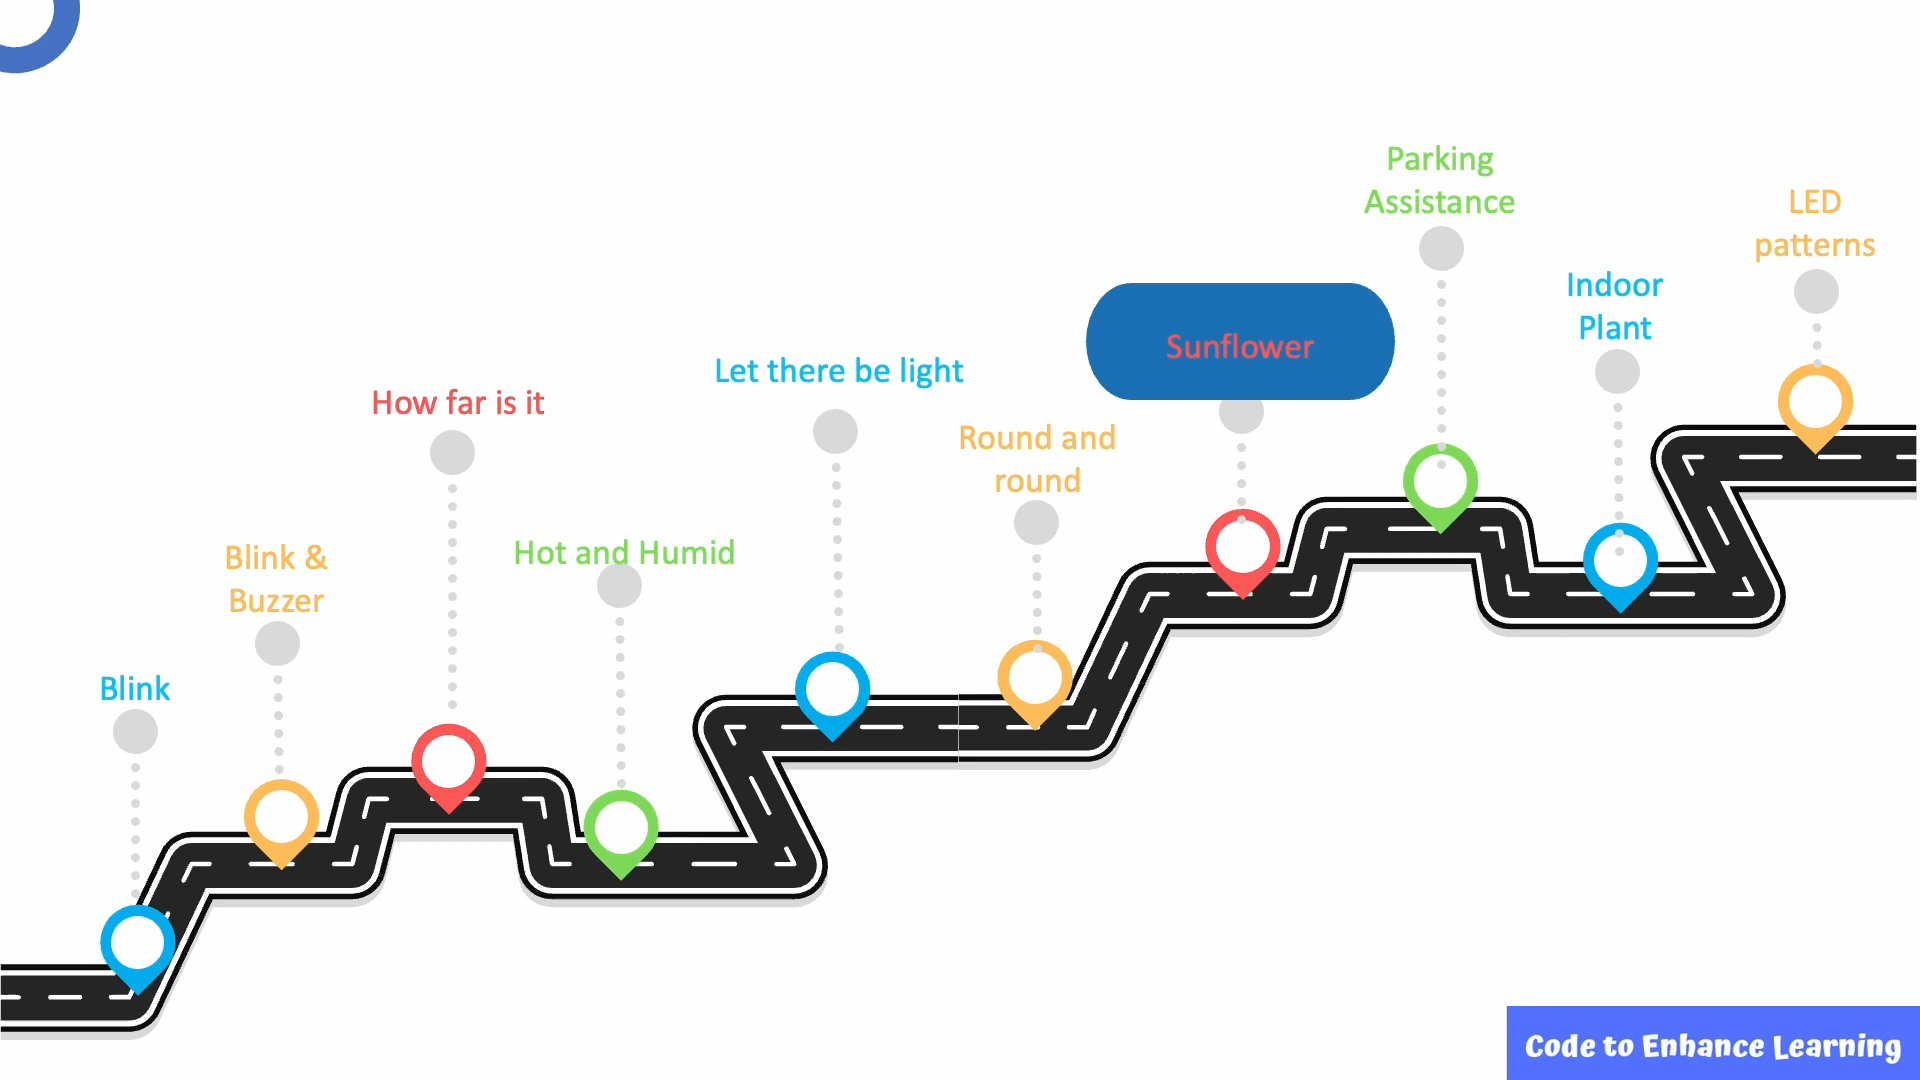 Blink
Blink &
Buzzer
How far is it
Hot and Humid
Let there be light
Round and
round
Sunflower
Parking
Assistance
Indoor
Plant
LED
patterns
Code to Enhance Learning